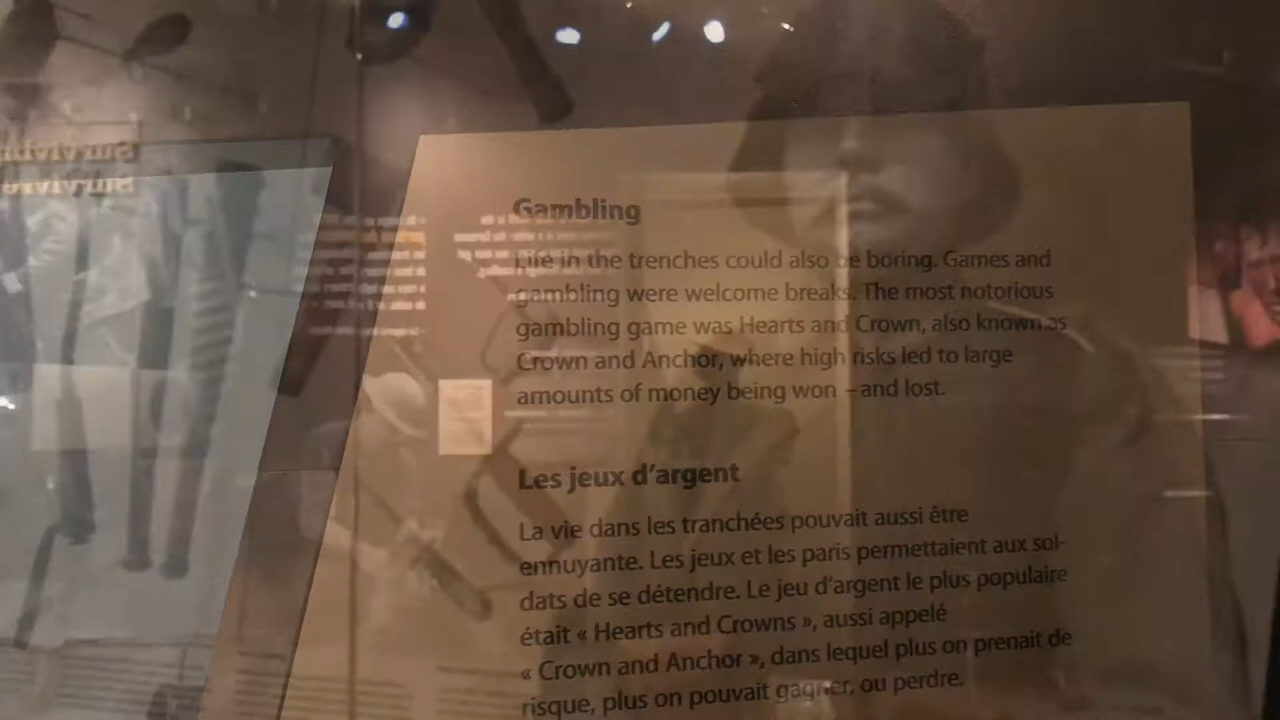 Gambling
Life in the trenches could also be boring. Games and
gambling were welcome breaks. The most notorious
gambling game was Hearts and Crown, also known as
Crown and Anchor, where high risks led to large
amounts of money being won – and lost.
Les jeux d'argent
La vie dans les tranchées pouvait aussi être
ennuyante. Les jeux et les paris permettaient aux sol-
dats de se détendre. Le jeu d'argent le plus populaire
était « Hearts and Crowns », aussi appelé
« Crown and Anchor », dans lequel plus on prenait de
risque, plus on pouvait gagner, ou perdre.